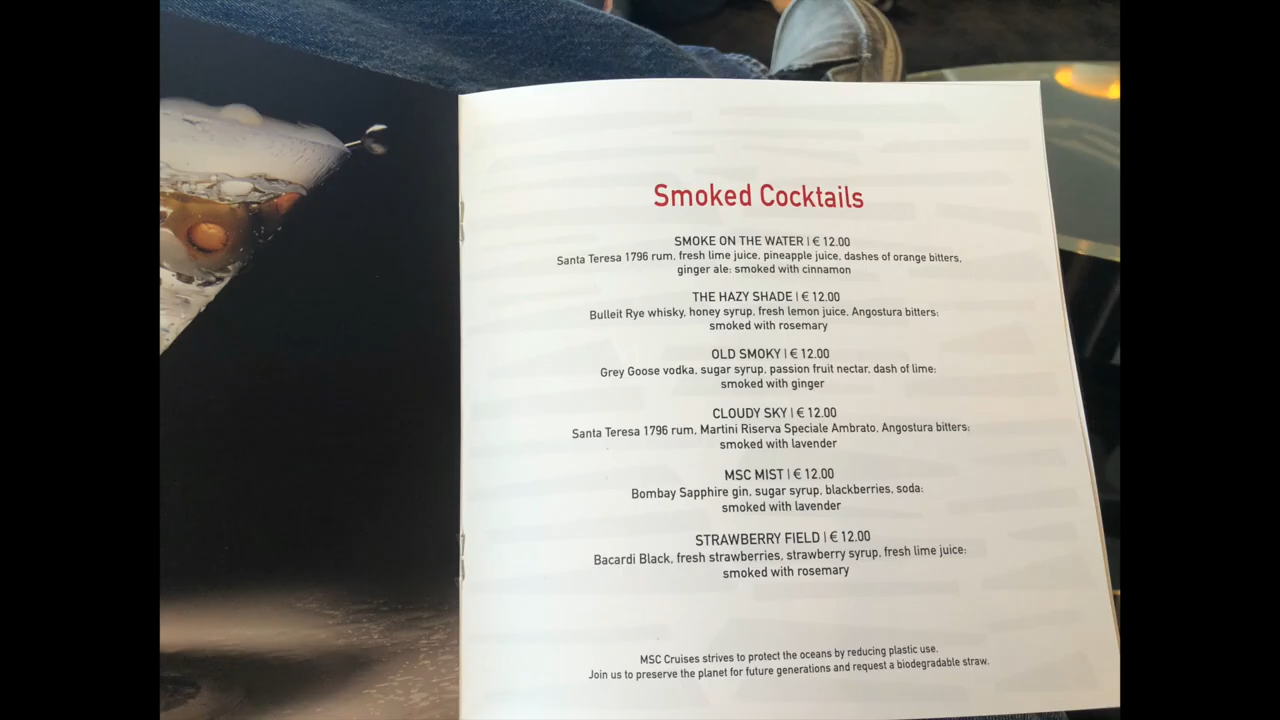 Smoked Cocktails
SMOKE ON THE WATER | € 12.00
Santa Teresa 1796 rum, fresh lime juice, pineapple juice, dashes of orange bitters,
ginger ale: smoked with cinnamon
THE HAZY SHADE | € 12.00
Bulleit Rye whisky, honey syrup, fresh lemon juice, Angostura bitters:
smoked with rosemary
OLD SMOKY | € 12.00
Grey Goose vodka, sugar syrup, passion fruit nectar, dash of lime:
smoked with ginger
CLOUDY SKY | € 12.00
Santa Teresa 1796 rum, Martini Riserva Speciale Ambrato, Angostura bitters:
smoked with lavender
MSC MIST | € 12.00
Bombay Sapphire gin, sugar syrup, blackberries, soda:
smoked with lavender
STRAWBERRY FIELD | € 12.00
Bacardi Black, fresh strawberries, strawberry syrup, fresh lime juice:
smoked with rosemary
MSC Cruises strives to protect the oceans by reducing plastic use.
Join us to preserve the planet for future generations and request a biodegradable straw.